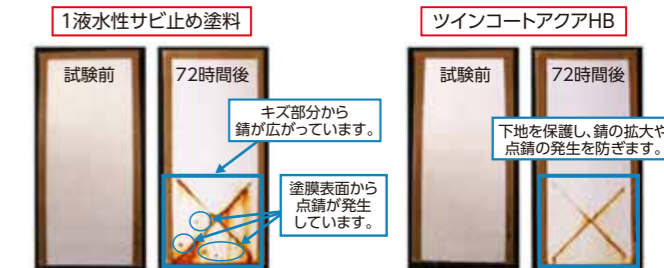 1液水性サビ止め塗料
試験前
72時間後
キズ部分から
錆が広がっています。
塗膜表面から
点錆が発生
しています。
ツインコートアクアHB
試験前
72時間後
下地を保護し、錆の拡大や
点錆の発生を防ぎます。